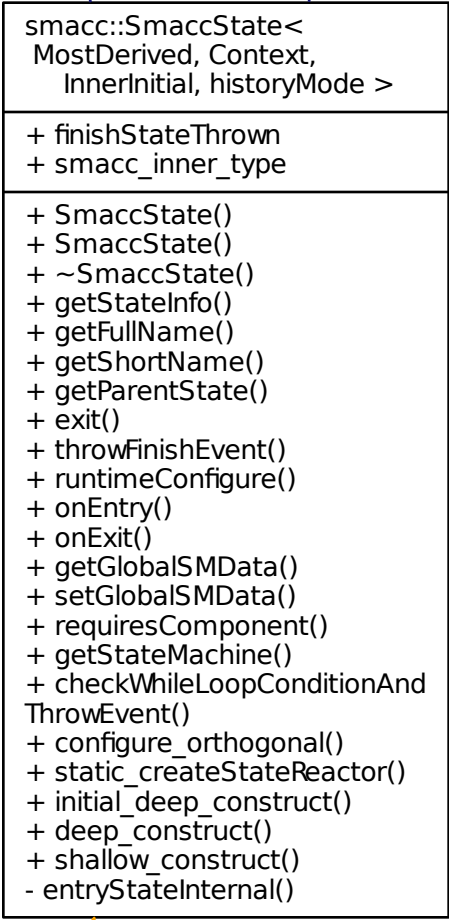 smacc::SmaccState<
MostDerived, Context,
InnerInitial, historyMode >
+ finishStateThrown
+ smacc_inner_type
+ SmaccState()
+ SmaccState()
+ ~SmaccState()
+ getStateInfo()
+ getFullName()
+ getShortName()
+ getParentState()
+ exit()
+ throwFinishEvent()
+ runtimeConfigure()
+ onEntry()
+ onExit()
+ getGlobalSMData()
+ setGlobalSMData()
+ requiresComponent()
+ getStateMachine()
+ checkWhileLoopConditionAnd
ThrowEvent()
+ configure_orthogonal()
+ static_createStateReactor()
+ initial_deep_construct()
+ deep_construct()
+ shallow_construct()
- entryStateInternal()